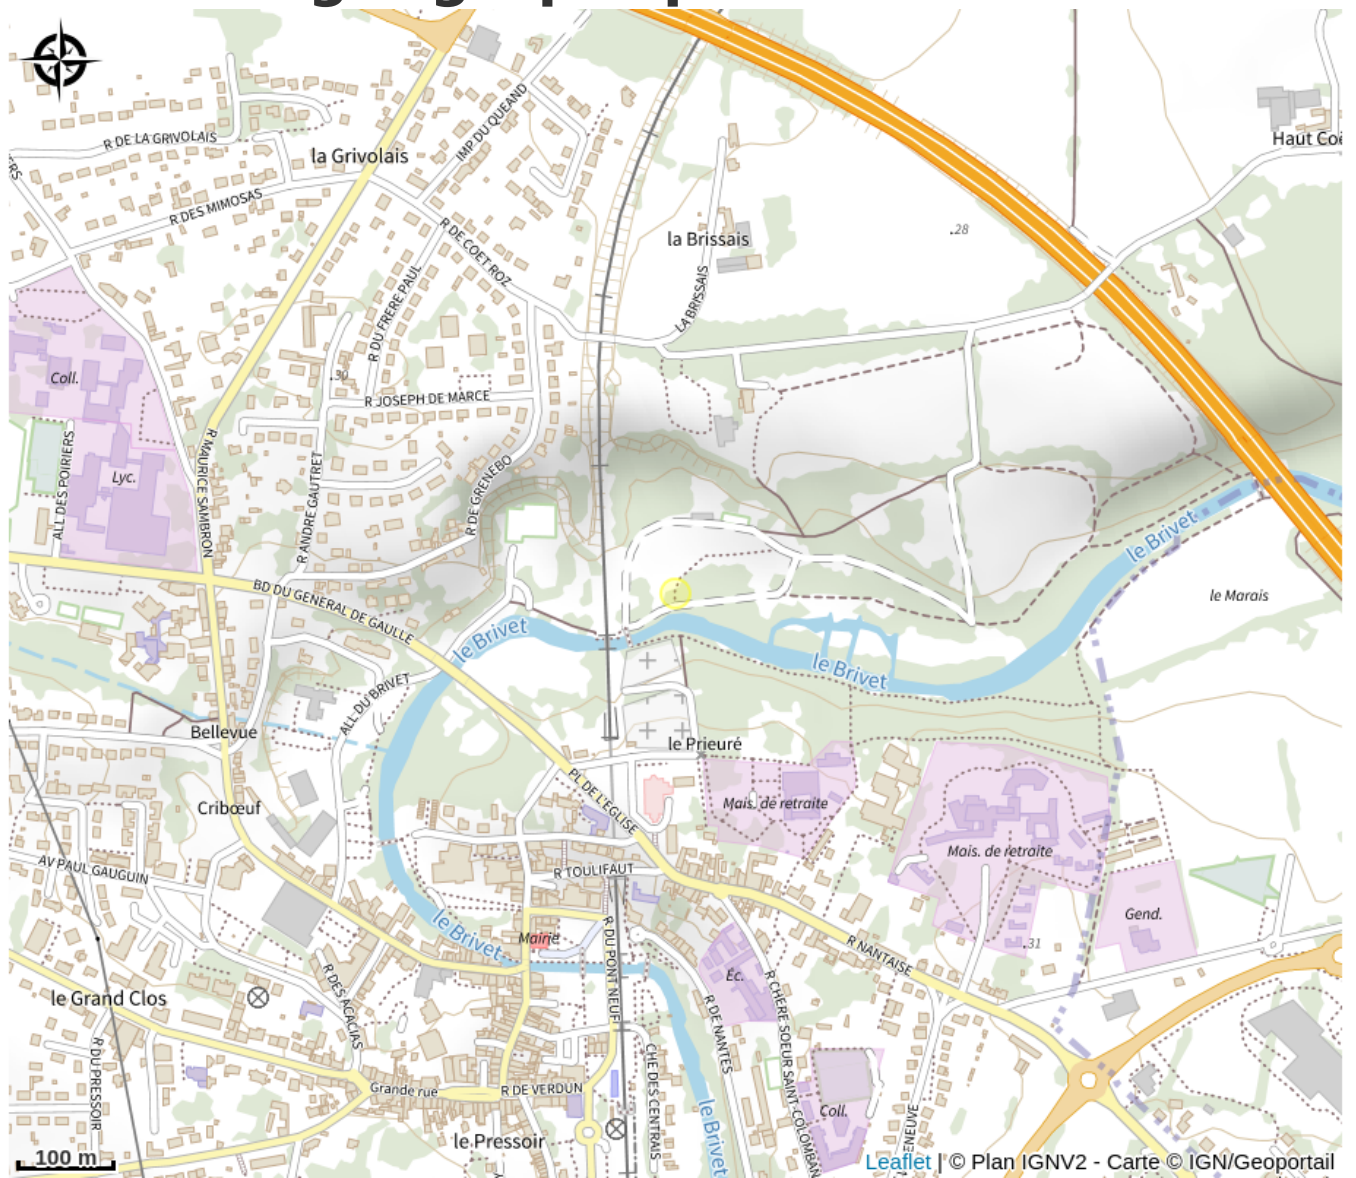 R DE LA GRIVOLAIS
la Grivolais
IMP DU QUEAND
Haut Coë
ERS
R DES MIMOSAS
R DE COET ROZ
la Brissais
.28
LA BRISSAIS
R DU FRERE PAUL
Coll.
.30
R JOSEPH DE MARCE
ALL DES POIRIERS
Lyc.
R MAURICE SAMBRON
R ANDRE GAUTRET
R DE GRENEBO
le Brivet
BD DU GENERAL DE GAULLE
le Marais
le Brivet
le Brivet
ALL DU BRIVET
Bellevue
le Prieuré
Cribœuf
PL DE L'EGLISE
Mais. de retraite
Mais. de retraite
AV PAUL GAUGUIN
R TOULIFAUT
Gend.
le Brivet
Mairie
R NANTAISE
.31
Éc.
le Grand Clos
R DES ACACIAS
R DU PONT NEUF
R DE NANTES
R CHERE SOEUR SAINT-COLOMBAN
R DU PRESSOIR
Grande rue
R DE VERDUN
CHE DES CENTRAIS
le Brivet
Coll.
LENEUVE
le Pressoir
100 m
Leaflet | © Plan IGNV2 - Carte © IGN/Geoportail